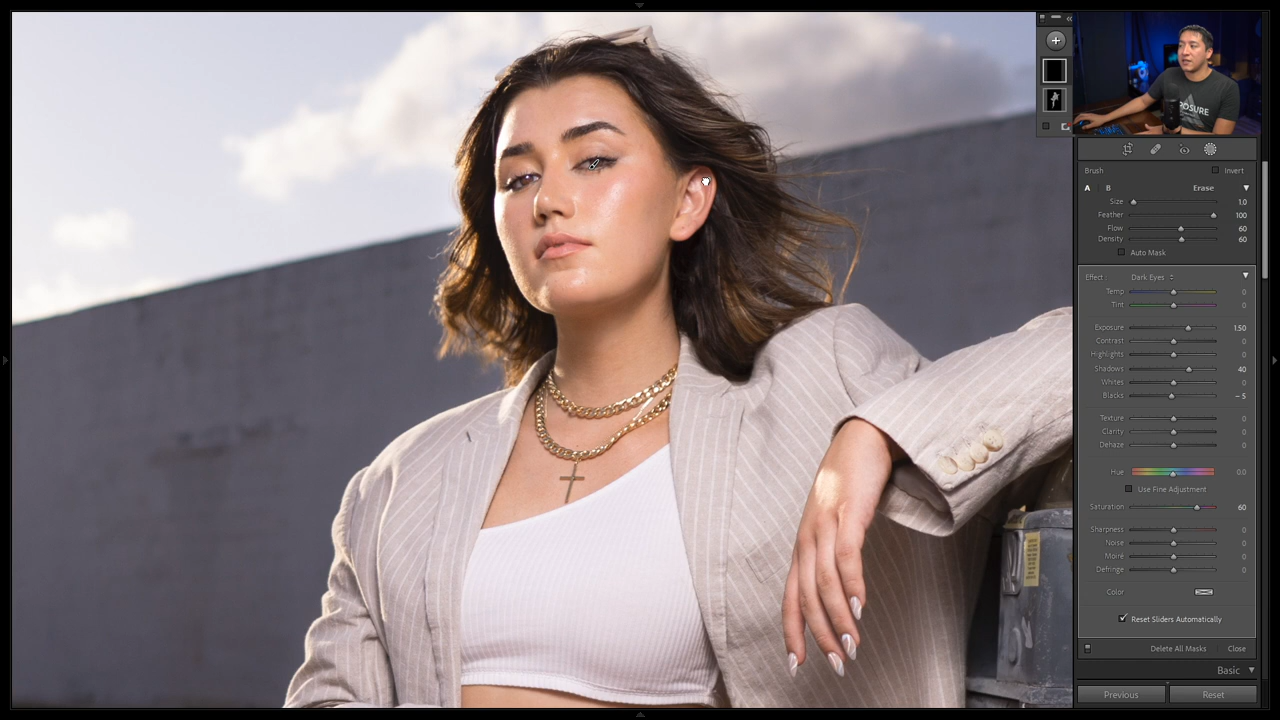 POSURE
Brush Invert
A B Erase
Size 1.0
Feather 100
Flow 60
Density 60
Auto Mask
Effect : Dark Eyes
Temp 0
Tint 0
Exposure 1.50
Contrast 0
Highlights 0
Shadows 40
Whites 0
Blacks – 5
Texture 0
Clarity 0
Dehaze 0
Hue 0.0
Use Fine Adjustment
Saturation 60
Sharpness 0
Noise 0
Moiré 0
Defringe 0
Color
Reset Sliders Automatically
Delete All Masks Close
Basic
Previous Reset